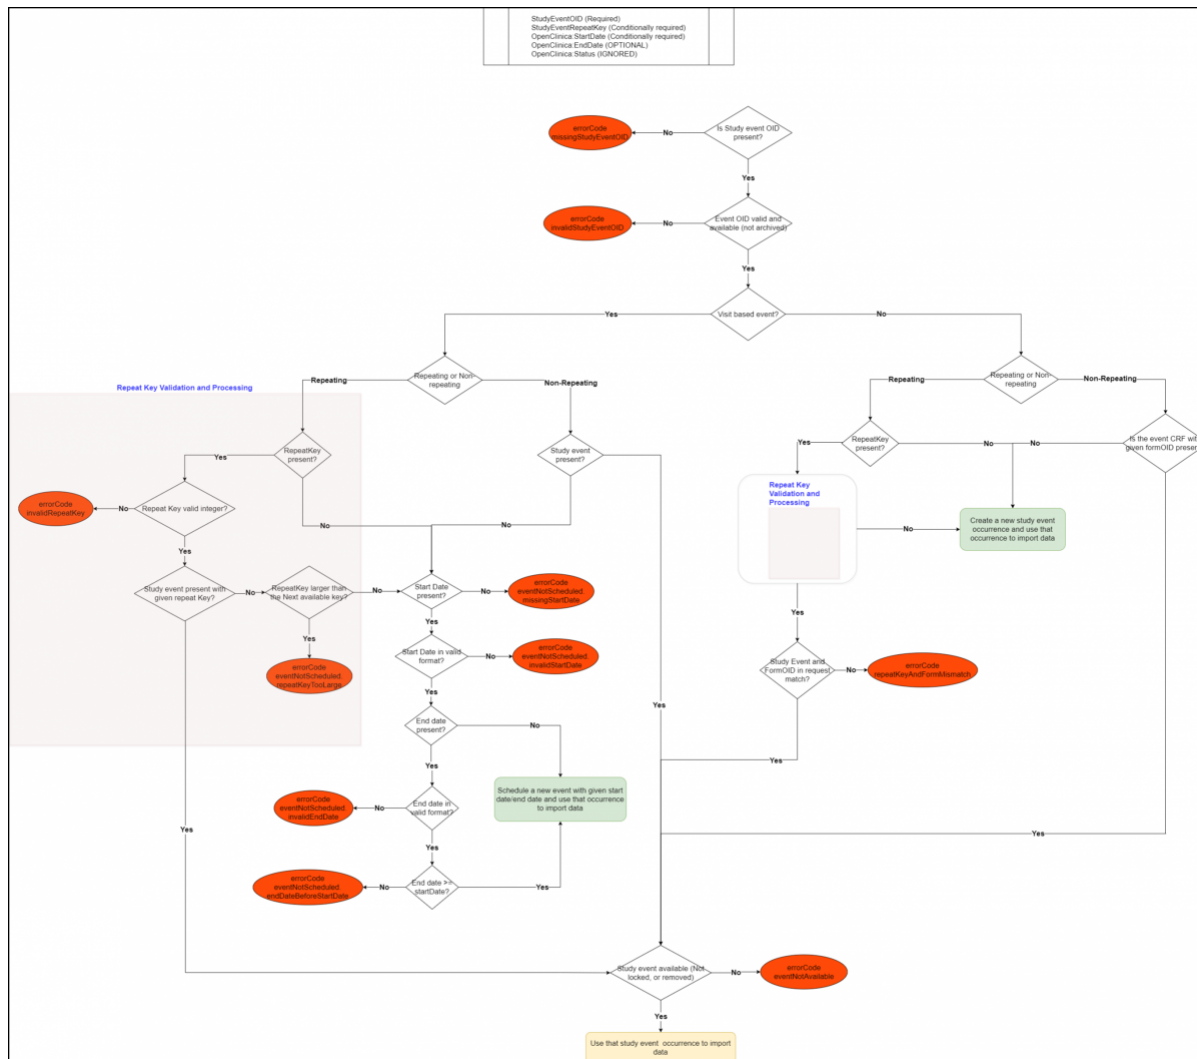 StudyEventOID (Required)
StudyEventRepeatKey (Conditionally required)
OpenClinica:StartDate (Conditionally required)
OpenClinica:EndDate (OPTIONAL)
OpenClinica:Status (IGNORED)
errorCode
missingStudyEventOID
No
Is Study event OID
present?
Yes
errorCode
invalidStudyEventOID
No
Event OID valid and
available (not archived)
Yes
Yes
Visit based event?
No
Repeat Key Validation and Processing
Repeating
Repeating or Non-
repeating
Non-Repeating
Repeating
Repeating or Non-
repeating
Non-Repeating
Yes
RepeatKey
present?
Study event
present?
Yes
RepeatKey
present?
No
No
Is the event CRF wit
given formOID presen
errorCode
invalidRepeatKey
No
Repeat Key valid integer?
No
No
Repeat Key
Validation and
Processing
No
Create a new study event
occurrence and use that
occurrence to import data
Yes
Study event present with
given repeat Key?
No
RepeatKey larger than
the Next available key?
No
Start Date
present?
No
errorCode
eventNotScheduled.
missingStartDate
Yes
Yes
Yes
errorCode
eventNotScheduled.
repeatKeyTooLarge
Start Date in valid
format?
No
errorCode
eventNotScheduled.
invalidStartDate
Study Event and
FormOID in request
match?
No
errorCode
repeatKeyAndFormMismatch
Yes
Yes
End date
present?
No
Yes
Yes
errorCode
eventNotScheduled.
invalidEndDate
No
End date in
valid format?
Schedule a new event with given start
date/end date and use that occurrence
to import data
Yes
Yes
Yes
errorCode
eventNotScheduled.
endDateBeforeStartDate
No
End date >=
startDate?
Yes
Study event available (Not
locked, or removed)
No
errorCode
eventNotAvailable
Yes
Use that study event occurrence to import
data